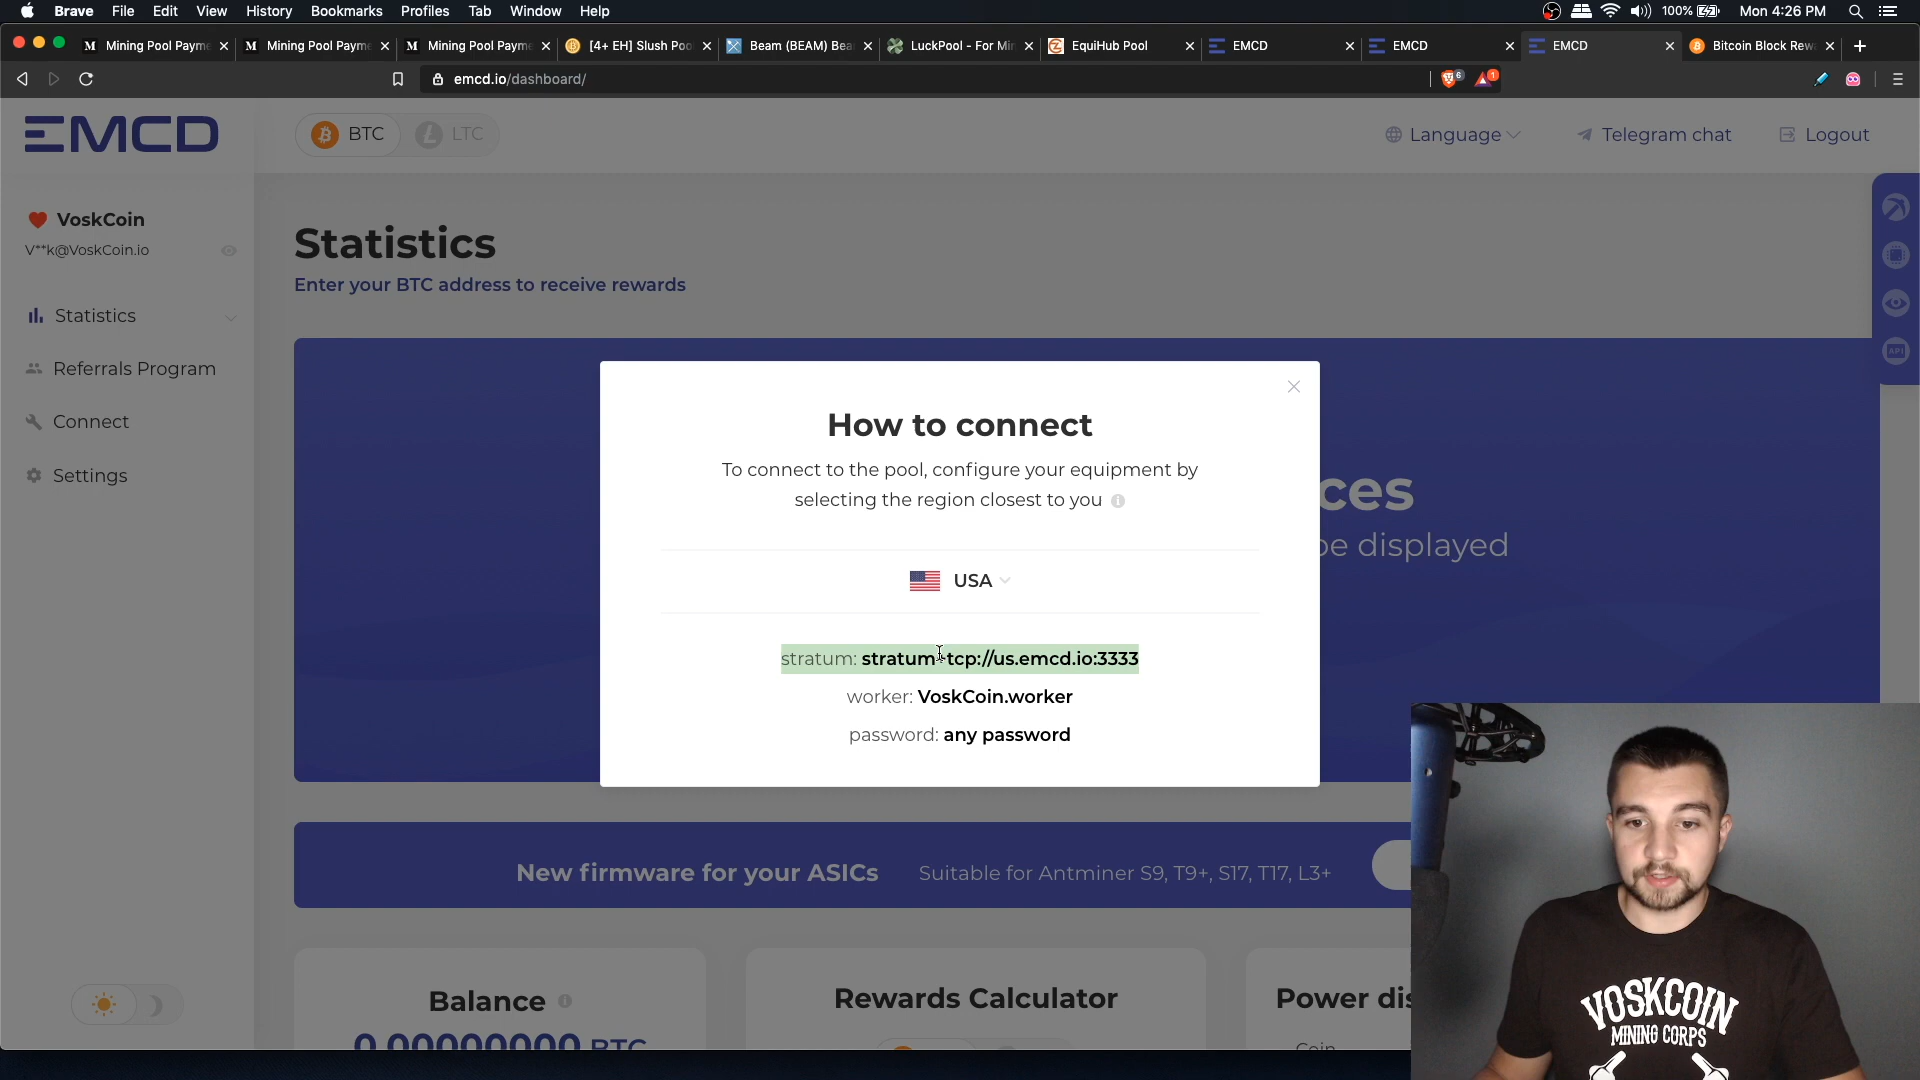 Brave File Edit View History Bookmarks Profiles Tab Window Help 100% Mon 4:26 PM
Mining Pool Payme Mining Pool Payme Mining Pool Payme [4+ EH] Slush Poo Beam (BEAM) Bea LuckPool - For Min EquiHub Pool EMCD EMCD EMCD Bitcoin Block Rew
emcd.io/dashboard/ 6 1
EMCD BTC LTC Language Telegram chat Logout
VoskCoin
V**k@VoskCoin.io
Statistics
Referrals Program
Connect
Settings
Statistics
Enter your BTC address to receive rewards
ces
be displayed
API
How to connect
To connect to the pool, configure your equipment by
selecting the region closest to you
USA
stratum: stratum+tcp://us.emcd.io:3333
worker: VoskCoin.worker
password: any password
New firmware for your ASICs Suitable for Antminer S9, T9+, S17, T17, L3+
Balance
0.00000000 BTC
Rewards Calculator
Power dis
Coin
VOSKCOIN
MINING CORPS